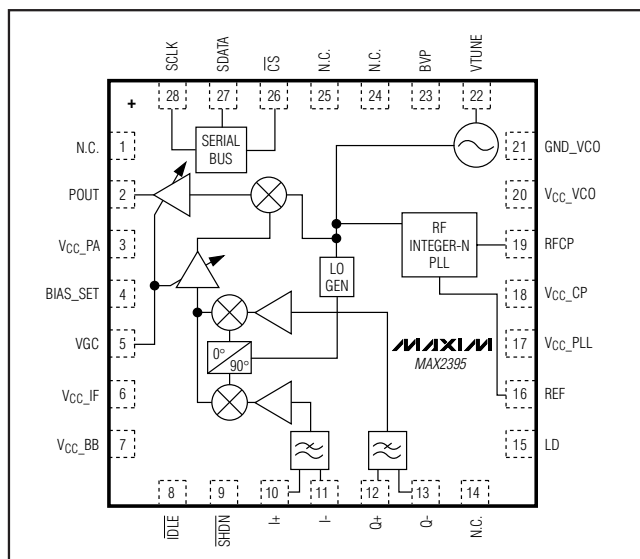 SCLK
SDATA
CS
N.C.
N.C.
BVP
VTUNE
28
27
26
25
24
23
22
+
N.C. 1
SERIAL
BUS
21 GND_VCO
POUT 2
20 VCC_VCO
VCC_PA 3
RF
INTEGER-N
PLL
19 RFCP
LO
GEN
BIAS_SET 4
18 VCC_CP
VGC 5
0°
90°
MAXIM
MAX2395
17 VCC_PLL
VCC_IF 6
16 REF
VCC_BB 7
15 LD
8
9
10
11
12
13
14
IDLE
SHDN
I+
I-
Q+
Q-
N.C.